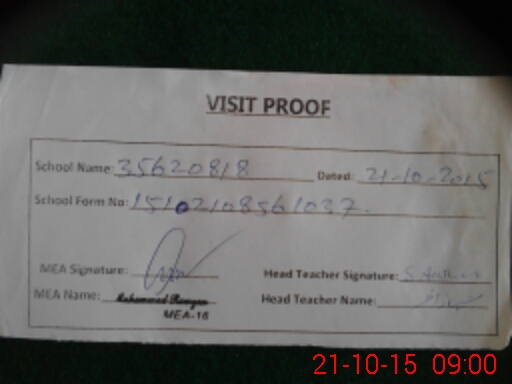 VISIT PROOF
School Name: 35620818 Dated: 21-10-2015
School Form No: 15102108561037.
MEA Signature: Head Teacher Signature:
MEA Name: Head Teacher Name:
MEA-16
21-10-15 09:00